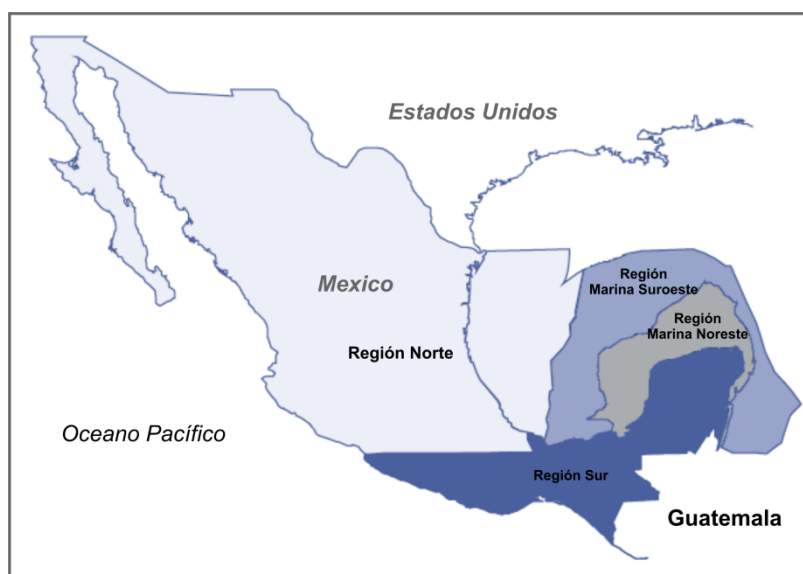 Estados Unidos
Región
Marina Suroeste
Mexico
Región
Marina Noreste
Región Norte
Oceano Pacífico
Región Sur
Guatemala